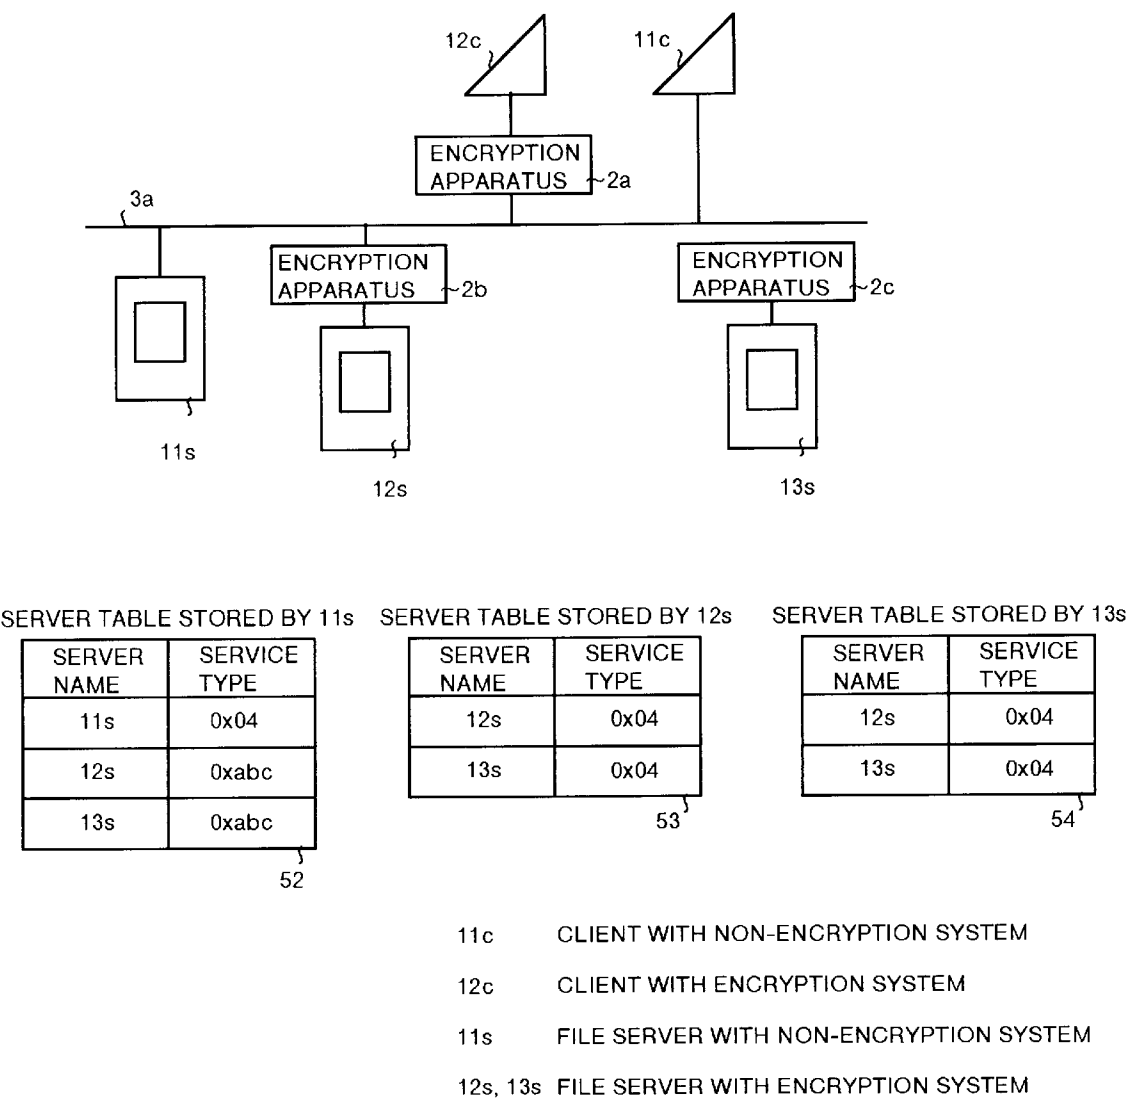 12c
11c
ENCRYPTION
APPARATUS
2a
3a
ENCRYPTION
APPARATUS
2b
ENCRYPTION
APPARATUS
2c
11s
12s
13s
SERVER TABLE STORED BY 11s
SERVER NAME
SERVICE TYPE
11s 0x04
12s 0xabc
13s 0xabc
52
SERVER TABLE STORED BY 12s
SERVER NAME
SERVICE TYPE
12s 0x04
13s 0x04
53
SERVER TABLE STORED BY 13s
SERVER NAME
SERVICE TYPE
12s 0x04
13s 0x04
54
11c CLIENT WITH NON-ENCRYPTION SYSTEM
12c CLIENT WITH ENCRYPTION SYSTEM
11s FILE SERVER WITH NON-ENCRYPTION SYSTEM
12s, 13s FILE SERVER WITH ENCRYPTION SYSTEM